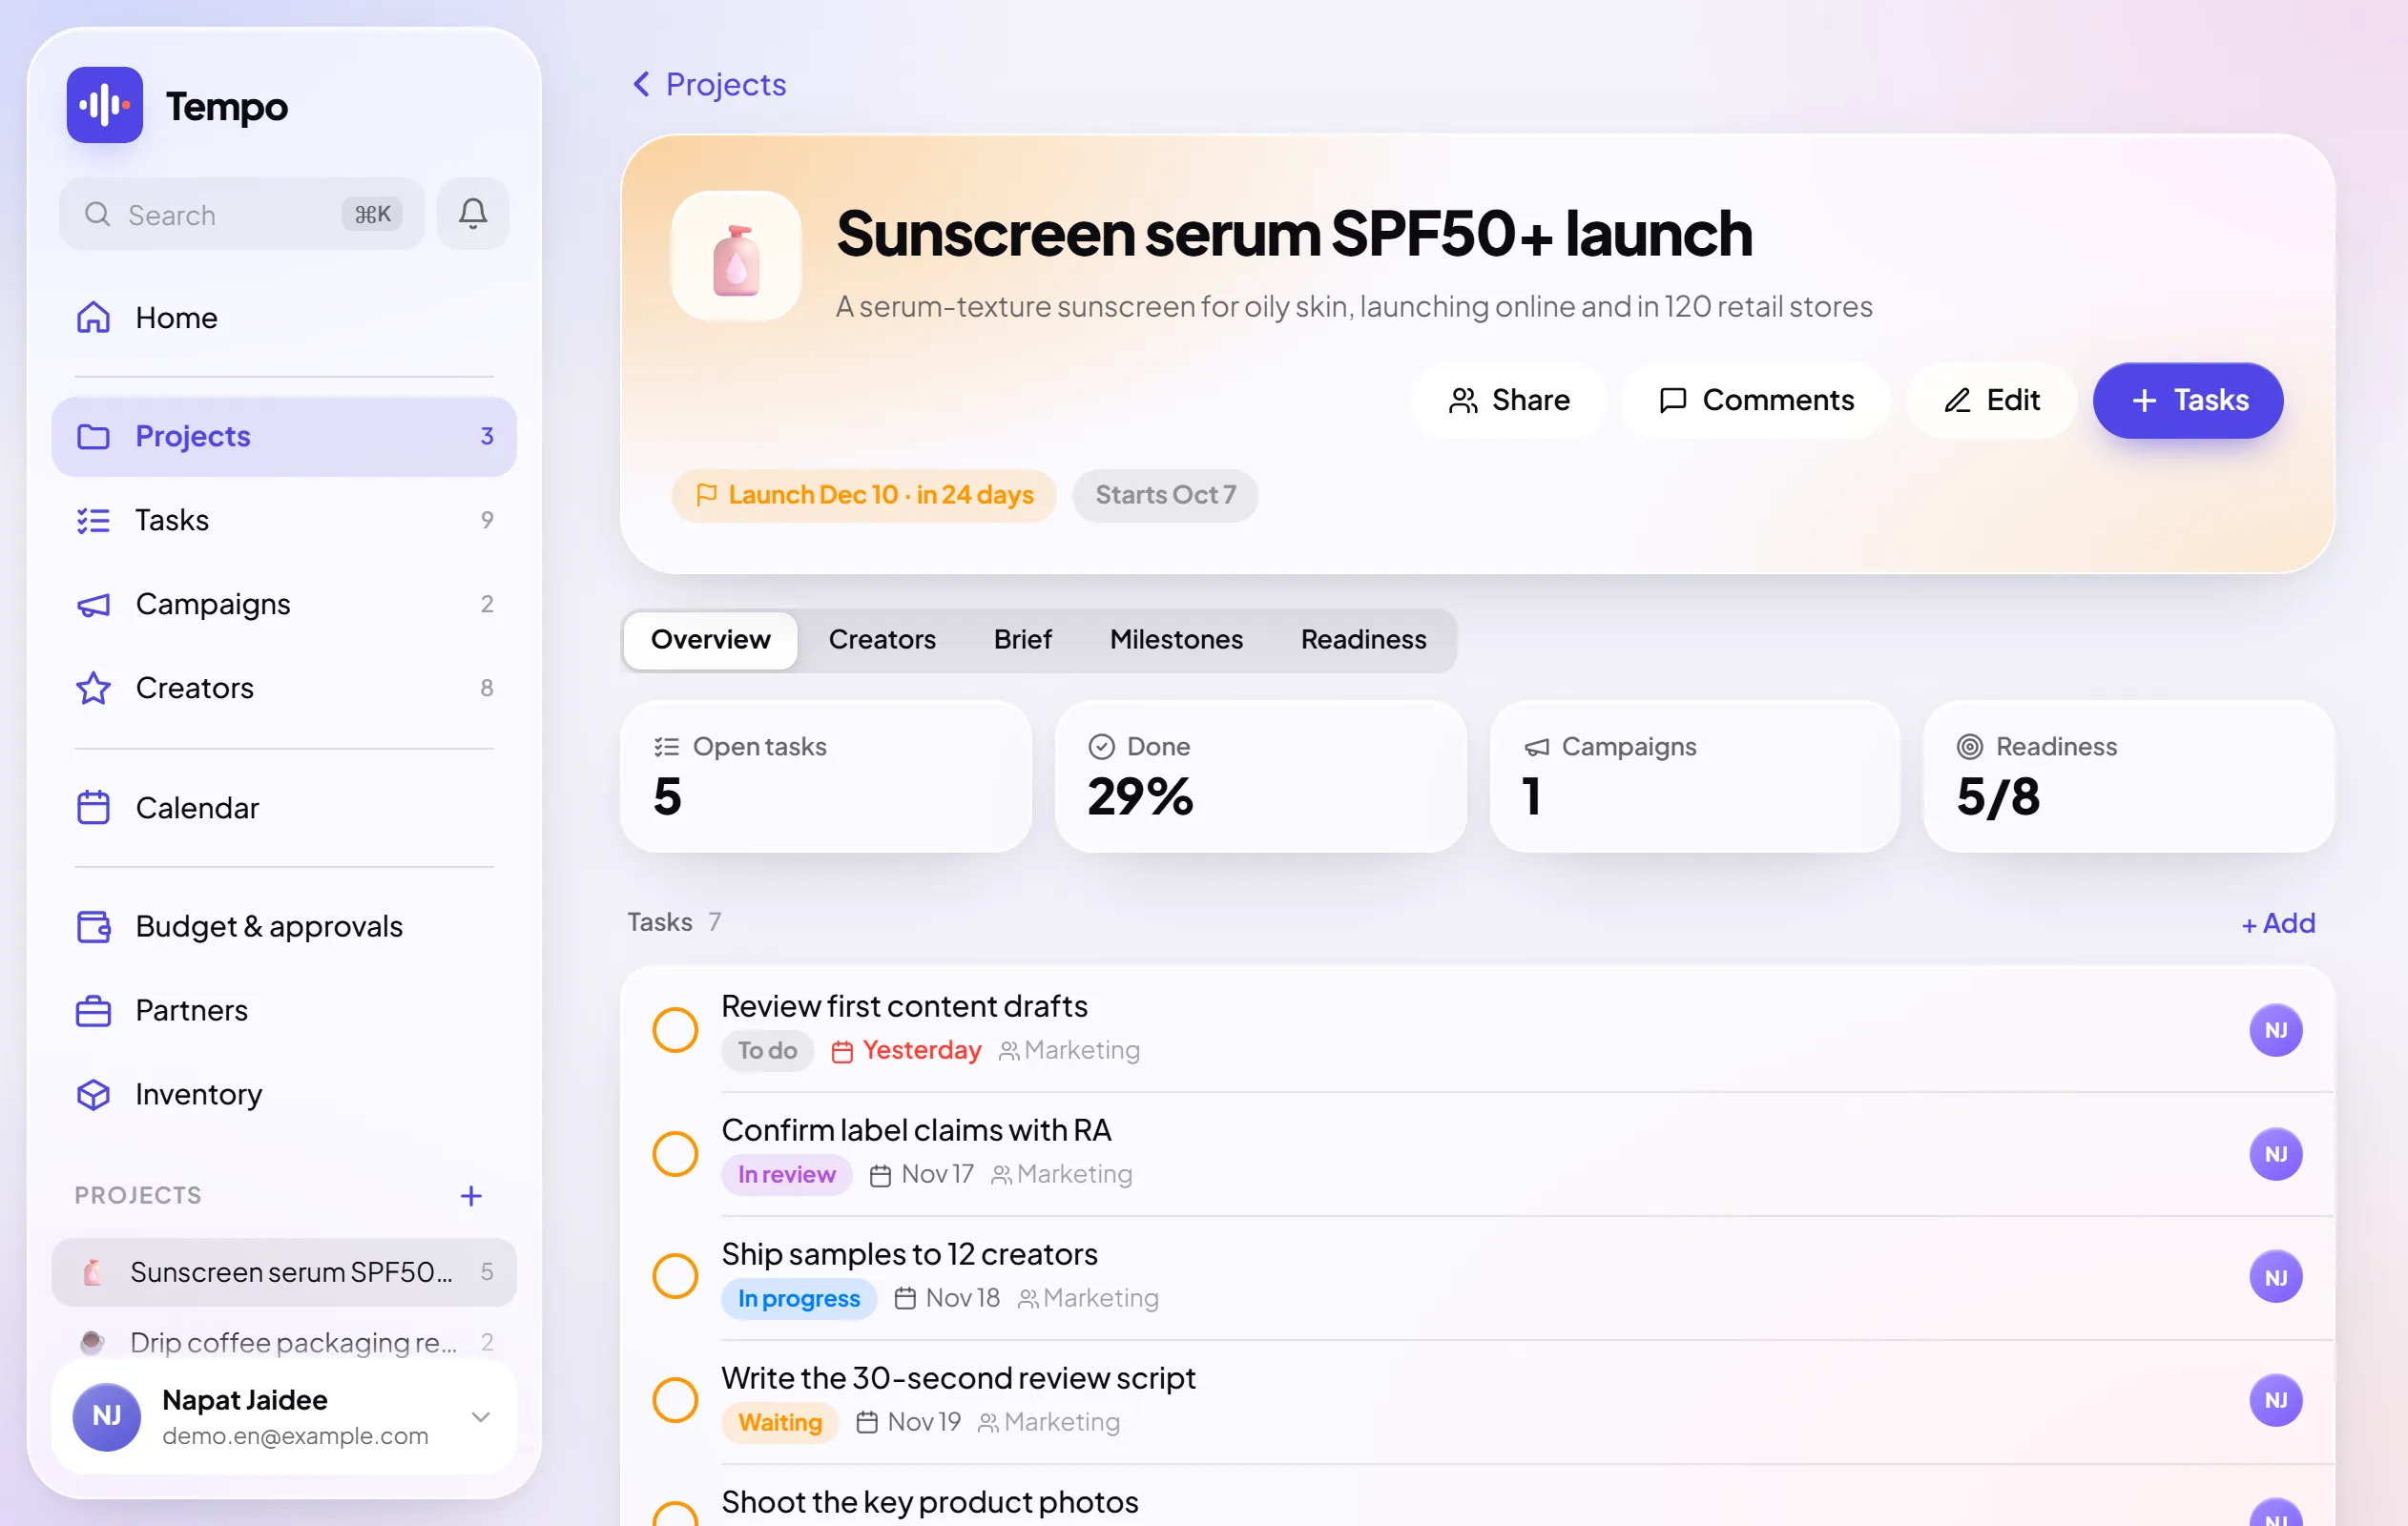 Tempo
Search
⌘K
Home
Projects 3
Tasks 9
Campaigns 2
Creators 8
Calendar
Budget & approvals
Partners
Inventory
PROJECTS
Sunscreen serum SPF50... 5
Drip coffee packaging re... 2
NJ
Napat Jaidee
demo.en@example.com
Projects
Sunscreen serum SPF50+ launch
A serum-texture sunscreen for oily skin, launching online and in 120 retail stores
Share
Comments
Edit
+ Tasks
Launch Dec 10 · in 24 days
Starts Oct 7
Overview
Creators
Brief
Milestones
Readiness
Open tasks
5
Done
29%
Campaigns
1
Readiness
5/8
Tasks 7
+ Add
Review first content drafts
To do Yesterday Marketing
NJ
Confirm label claims with RA
In review Nov 17 Marketing
NJ
Ship samples to 12 creators
In progress Nov 18 Marketing
NJ
Write the 30-second review script
Waiting Nov 19 Marketing
NJ
Shoot the key product photos
NJ